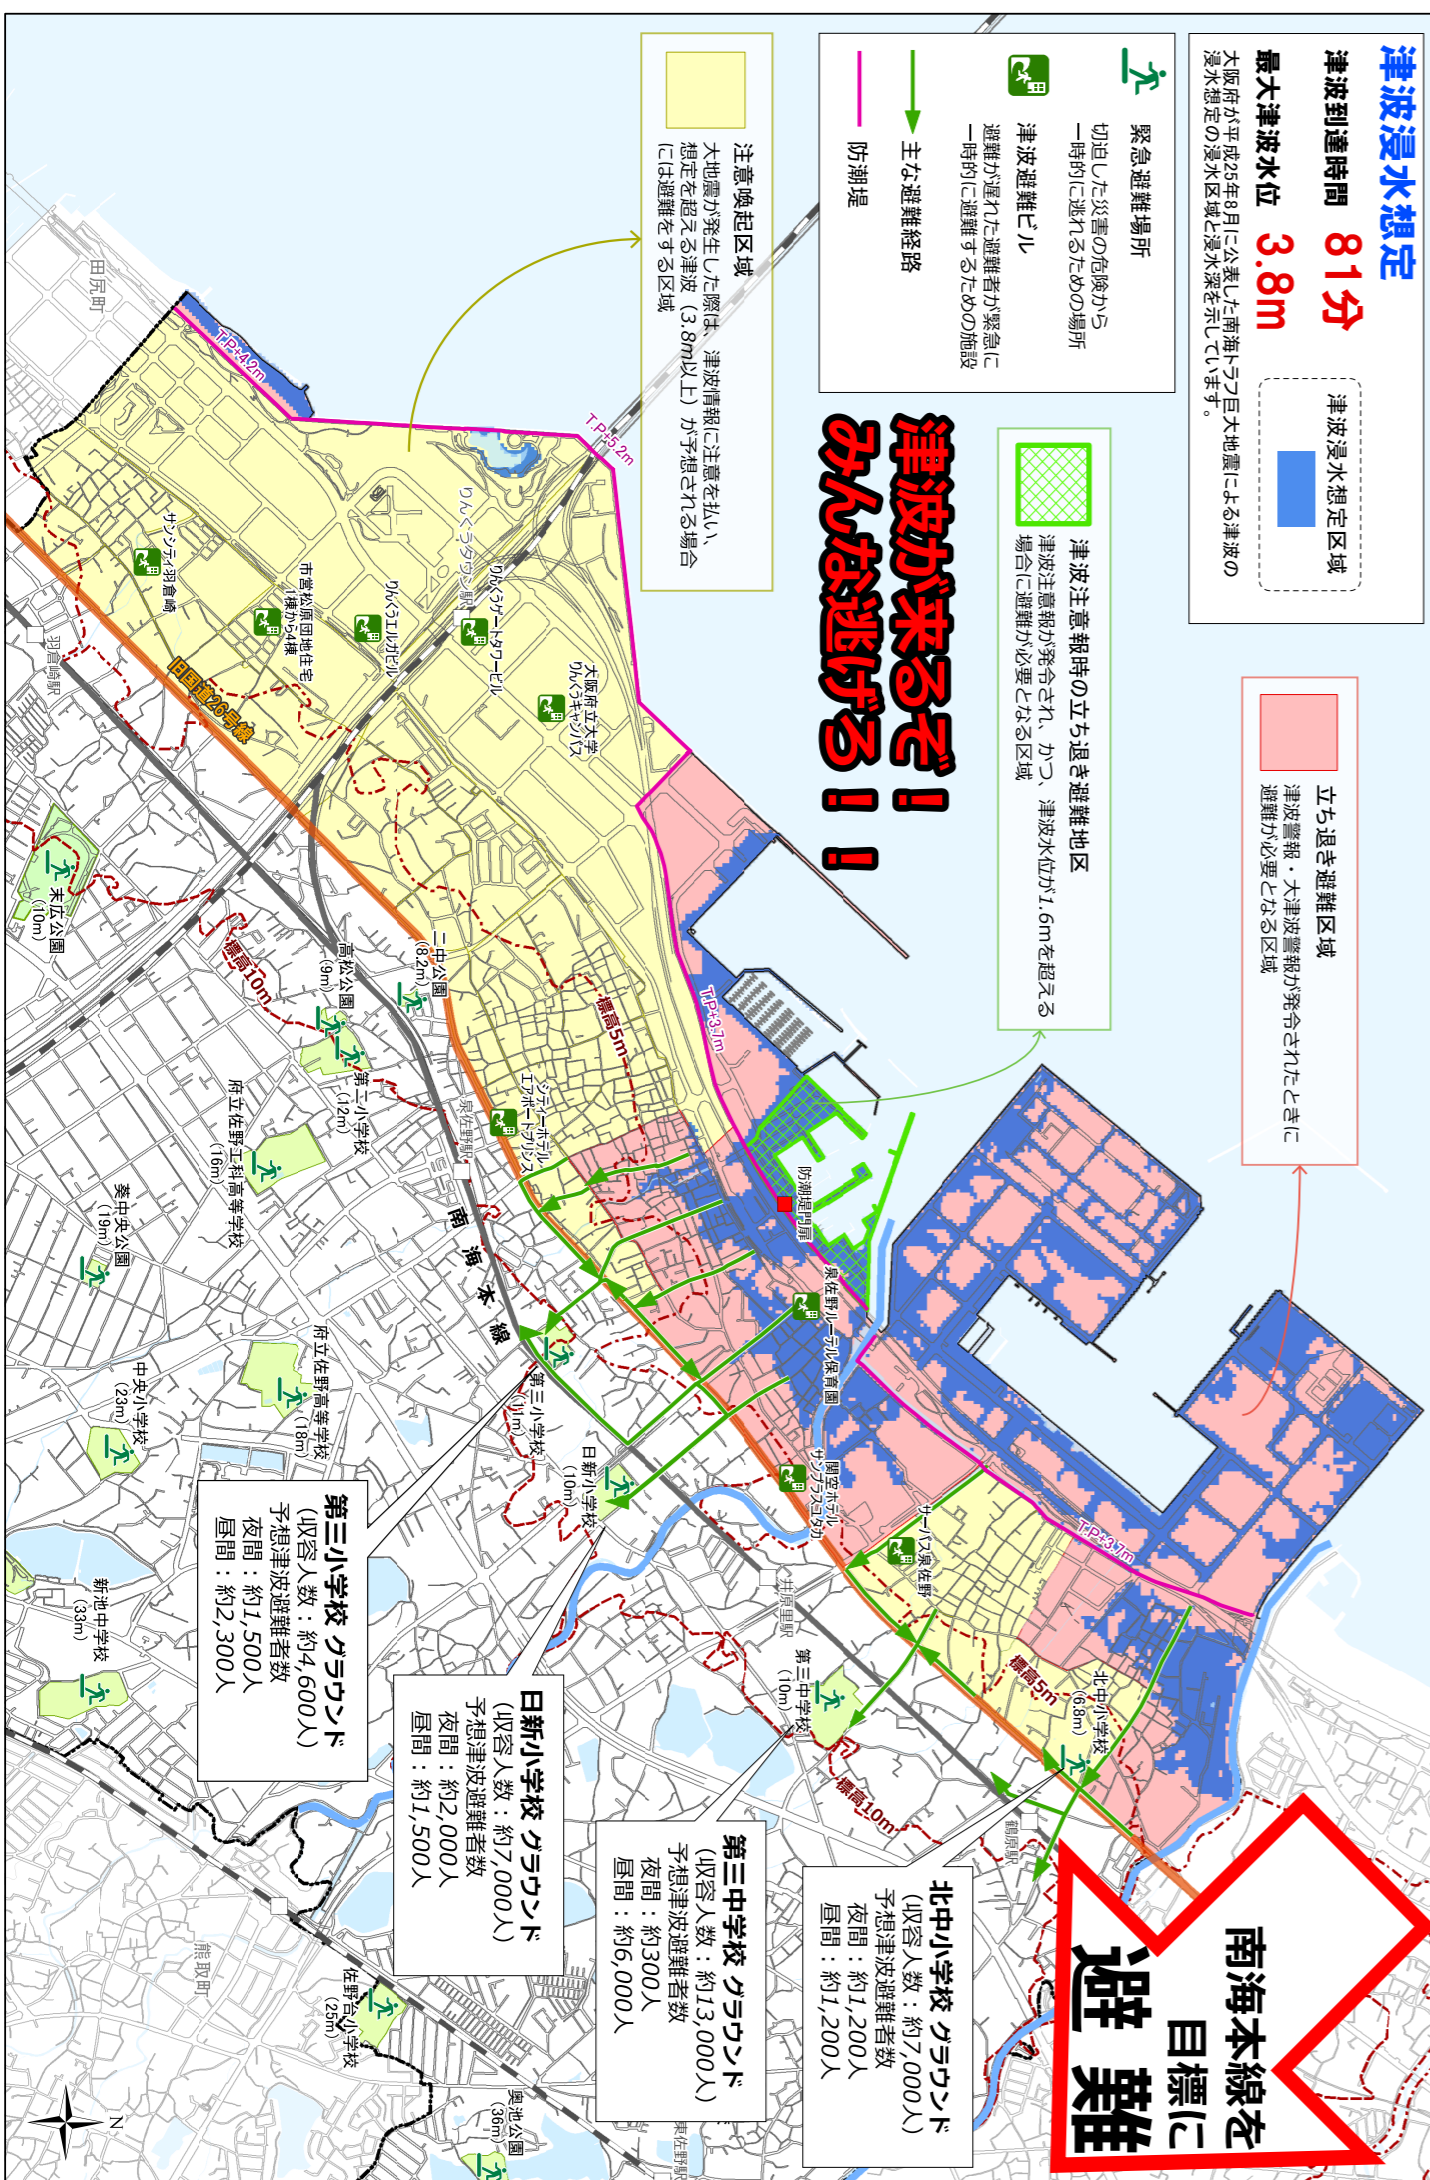 津波浸水想定
津波到達時間 81分
最大津波水位 3.8m
津波浸水想定区域
大阪府が平成25年8月に公表した南海トラフ巨大地震による津波の
浸水想定の浸水区域と浸水深を示しています。
緊急避難場所
切迫した災害の危険から
一時的に逃れるための場所
津波避難ビル
避難が遅れた避難者が緊急に
一時的に避難するための施設
主な避難経路
防潮堤
注意喚起区域
大地震が発生した際は、津波情報に注意を払い、
想定を超える津波（3.8m以上）が予想される場合
には避難をする区域
津波が来るぞ！
みんな逃げろ！！
津波注意報時の立ち退き避難地区
津波注意報が発令され、かつ、津波水位が1.6mを超える
場合に避難が必要となる区域
立ち退き避難区域
津波警報・大津波警報が発令されたときに
避難が必要となる区域
南海本線を
目標に
避難
田尻町
T.P+4.2m
T.P+5.2m
りんくうタウン駅
りんくうゲートタワービル
大阪府立大学
りんくうキャンパス
りんくうエルガビル
市営松原団地住宅
1棟から4棟
サンシティ羽倉崎
羽倉崎駅
旧国道26号線
末広公園
(10m)
標高10m
高松公園
(9m)
二中公園
(8.2m)
標高5m
T.P+3.7m
第二小学校
(12m)
泉佐野駅
シティーホテル
エアポートプリンス
府立佐野工科高等学校
(16m)
葵中央公園
(19m)
南海本線
防潮堤門扉
泉佐野ルーテル保育園
第三小学校
(11m)
府立佐野高等学校
(18m)
中央小学校
(23m)
日新小学校
(10m)
関空ホテル
サンプラスユタカ
サーパス泉佐野
T.P+3.7m
井原里駅
第三中学校
(10m)
標高5m
北中小学校
(6.8m)
標高10m
鶴原駅
新池中学校
(33m)
熊取町
佐野台小学校
(25m)
奥池公園
(36m)
東佐野駅
第三小学校 グラウンド
(収容人数：約4,600人)
予想津波避難者数
夜間：約1,500人
昼間：約2,300人
日新小学校 グラウンド
(収容人数：約7,000人)
予想津波避難者数
夜間：約2,000人
昼間：約1,500人
第三中学校 グラウンド
(収容人数：約13,000人)
予想津波避難者数
夜間：約300人
昼間：約6,000人
北中小学校 グラウンド
(収容人数：約7,000人)
予想津波避難者数
夜間：約1,200人
昼間：約1,200人
N